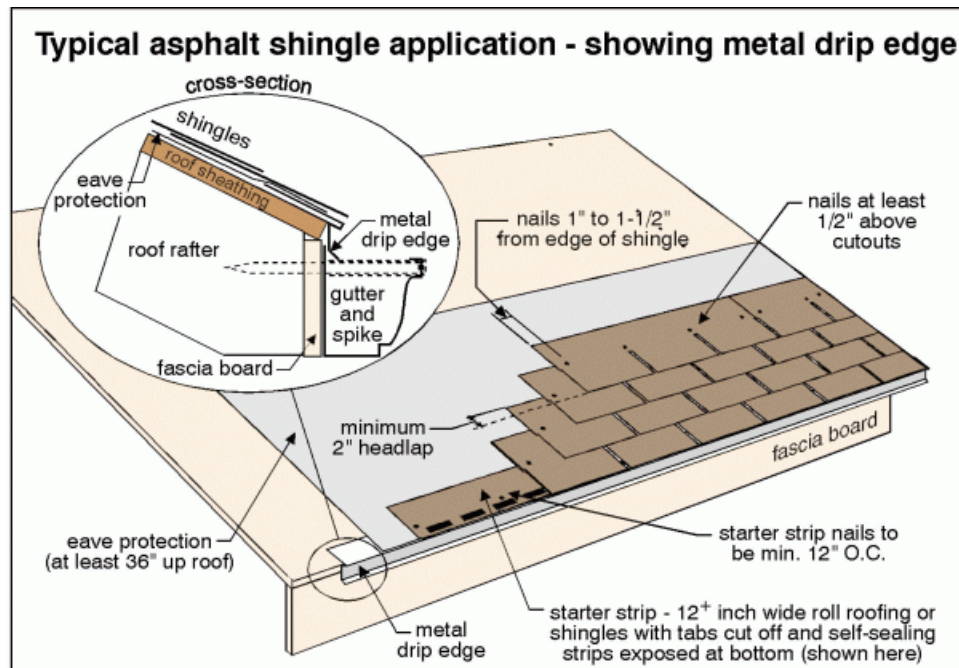 Typical asphalt shingle application - showing metal drip edge
cross-section
shingles
roof sheathing
eave
protection
roof rafter
metal
drip edge
gutter
and
spike
fascia board
nails 1" to 1-1/2"
from edge of shingle
nails at least
1/2" above
cutouts
minimum
2" headlap
fascia board
eave protection
(at least 36" up roof)
starter strip nails to
be min. 12" O.C.
metal
drip edge
starter strip - 12+ inch wide roll roofing or
shingles with tabs cut off and self-sealing
strips exposed at bottom (shown here)